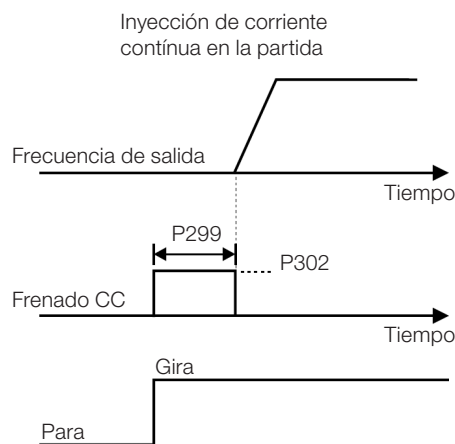 Inyección de corriente
contínua en la partida
Frecuencia de salida
Tiempo
P299
P302
Frenado CC
Tiempo
Gira
Para